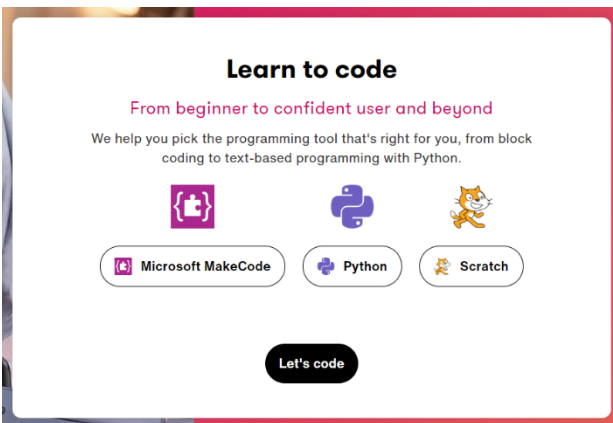 Learn to code
From beginner to confident user and beyond
We help you pick the programming tool that's right for you, from block
coding to text-based programming with Python.
Microsoft MakeCode
Python
Scratch
Let's code